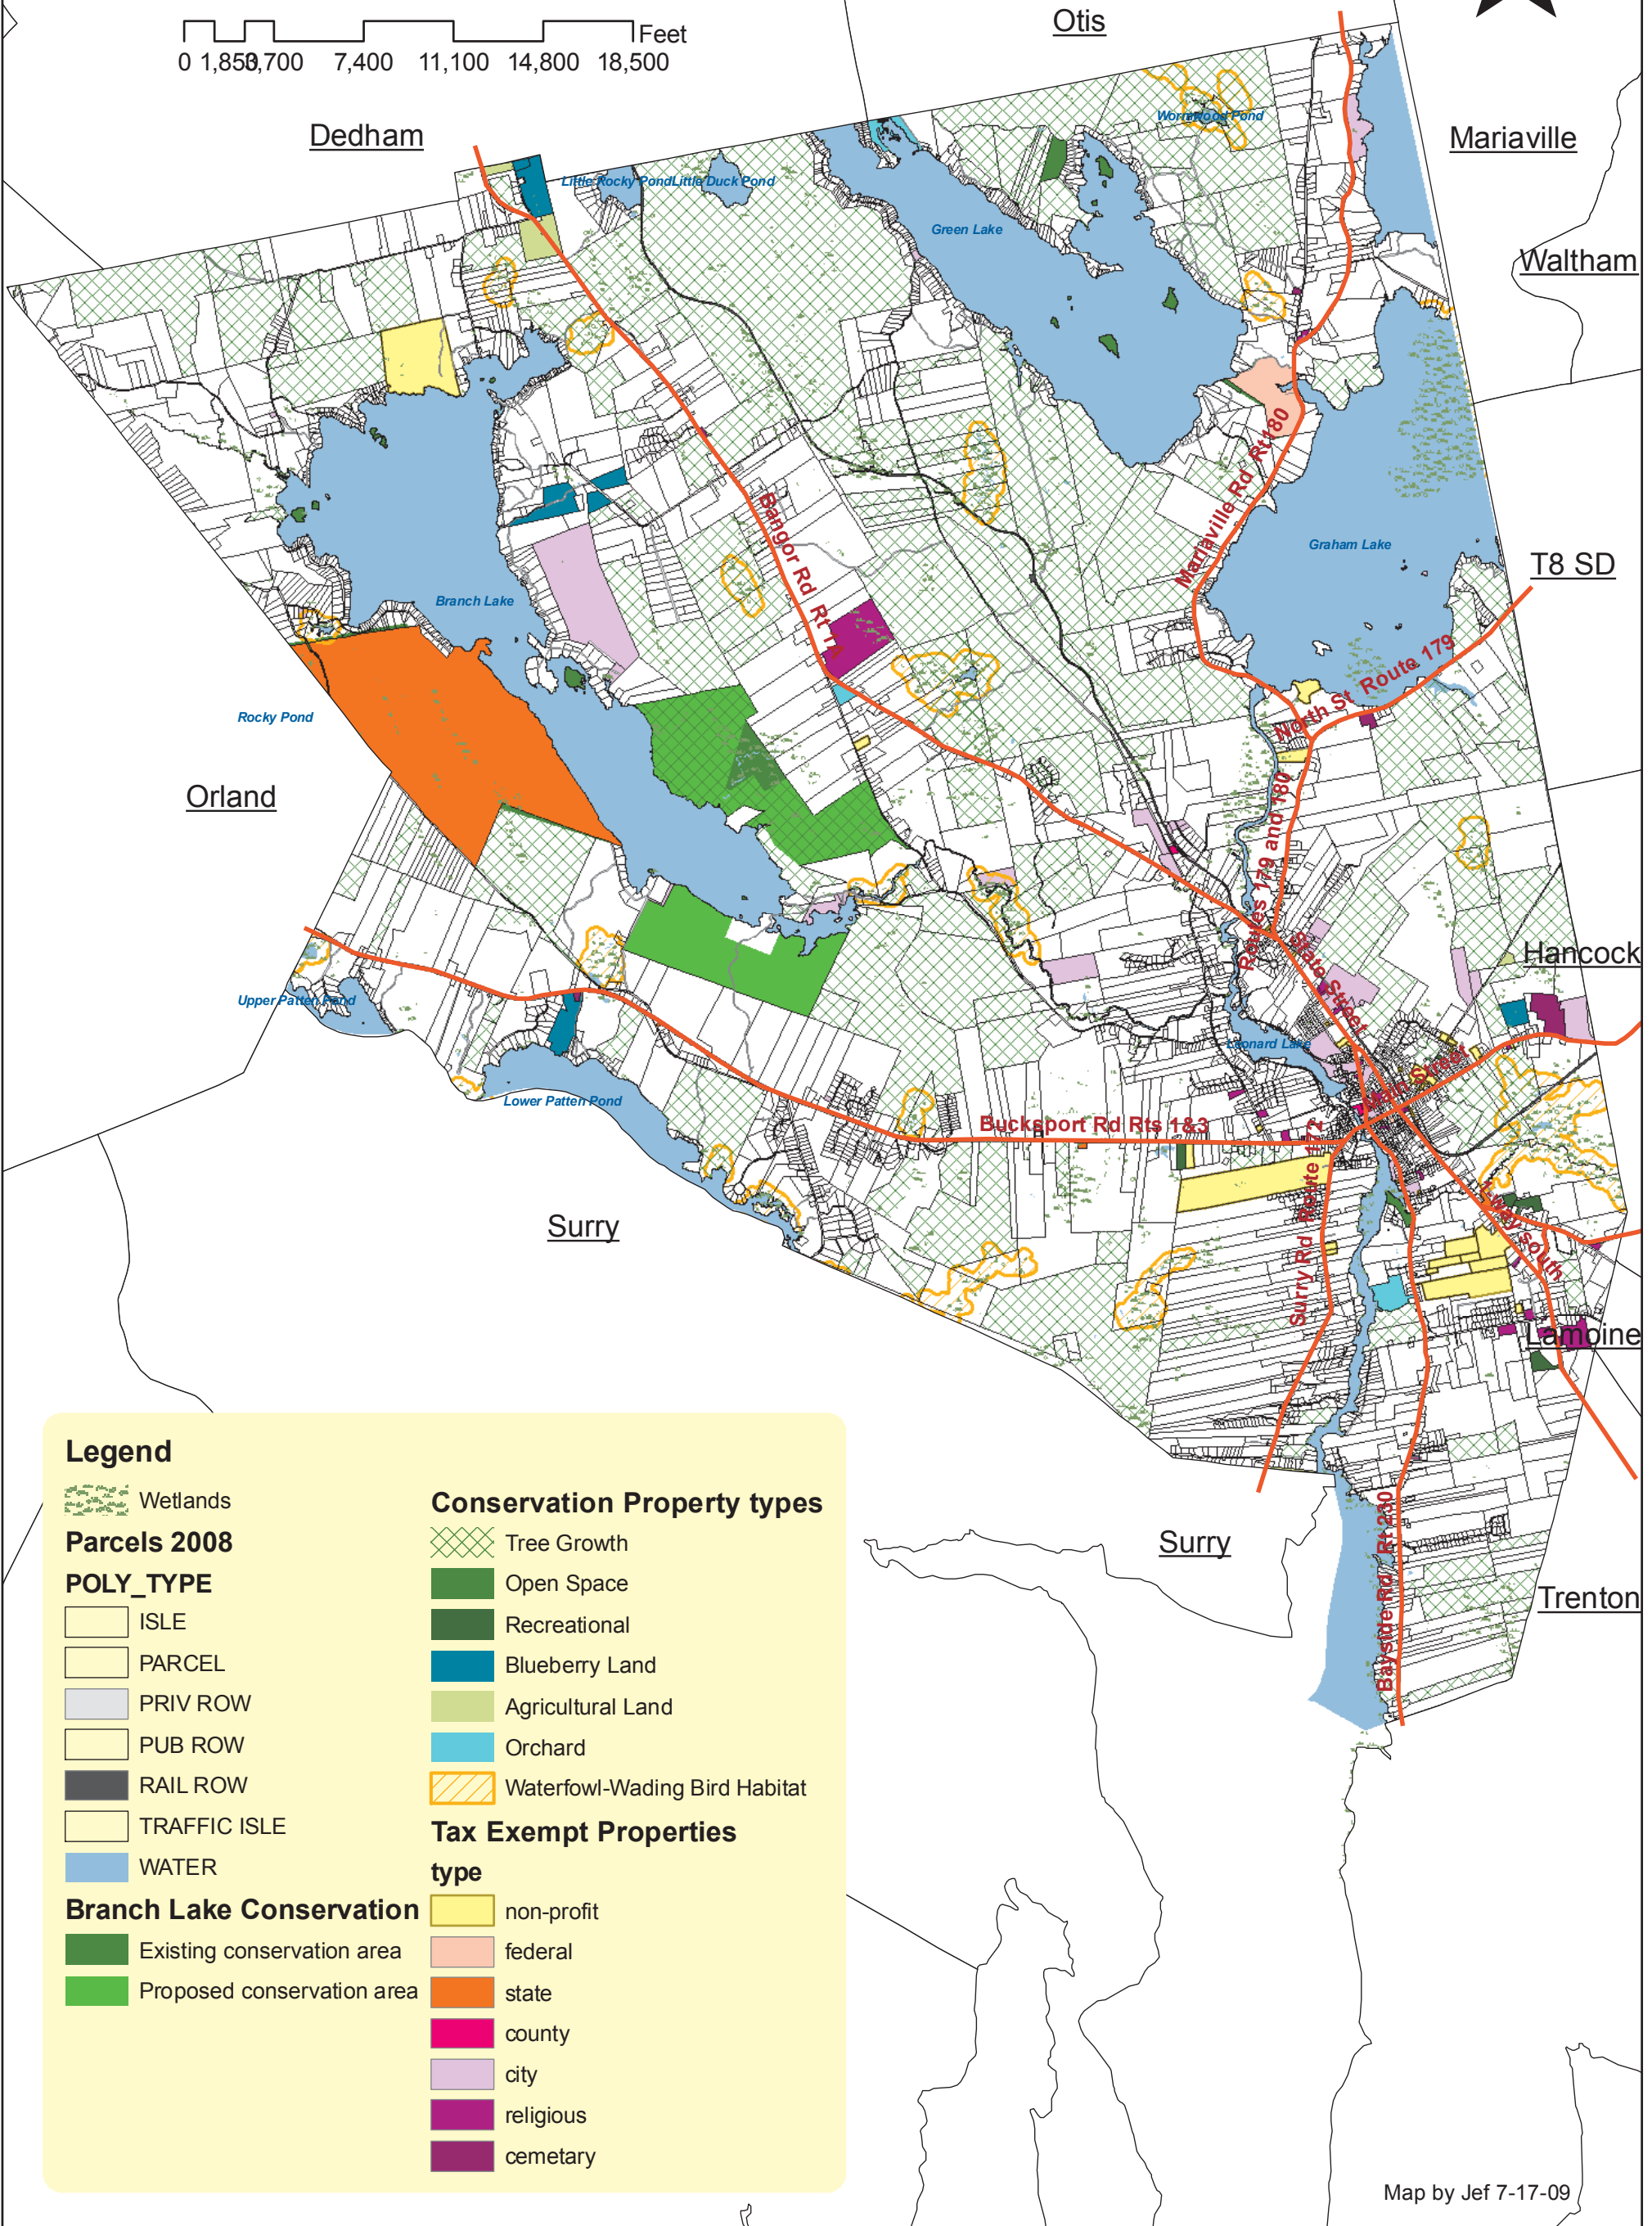 Feet
0 1,850 3,700 7,400 11,100 14,800 18,500
Otis
Dedham
Mariaville
Waltham
Wormwood Pond
Little Rocky Pond
Little Duck Pond
Green Lake
Mariaville Rd Rt 180
Bangor Rd Rt 1A
Graham Lake
T8 SD
Branch Lake
North St Route 179
Rocky Pond
Orland
Routes 179 and 180
State Street
Hancock
Upper Patten Pond
Leonard Lake
Main Street
Lower Patten Pond
Bucksport Rd Rts 1&3
Surry Rd Route 172
Surry
Lamoine
Surry
Bayside Rd Rt 230
Trenton
Legend
Wetlands
Parcels 2008
POLY_TYPE
ISLE
PARCEL
PRIV ROW
PUB ROW
RAIL ROW
TRAFFIC ISLE
WATER
Branch Lake Conservation
Existing conservation area
Proposed conservation area
Conservation Property types
Tree Growth
Open Space
Recreational
Blueberry Land
Agricultural Land
Orchard
Waterfowl-Wading Bird Habitat
Tax Exempt Properties
type
non-profit
federal
state
county
city
religious
cemetary
Map by Jef 7-17-09